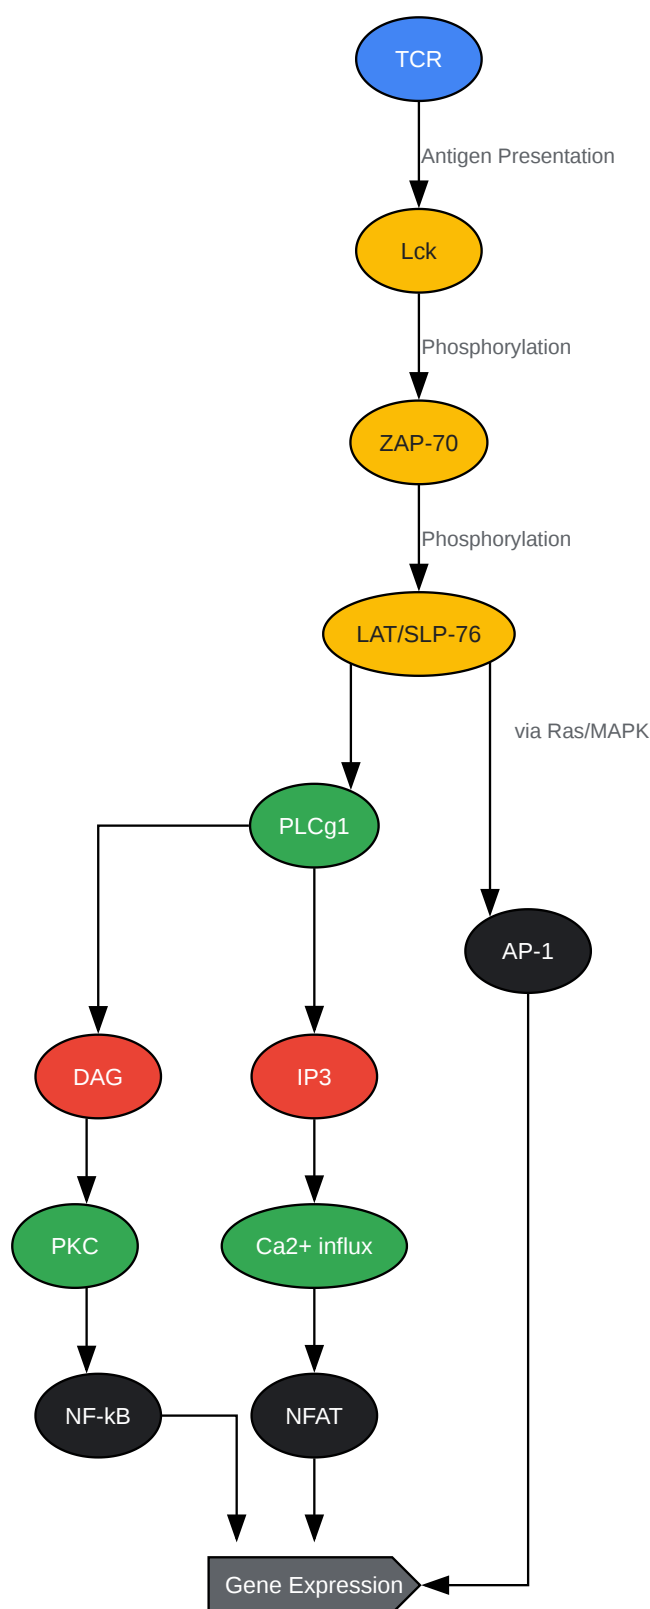 TCR
Antigen Presentation
Lck
Phosphorylation
ZAP-70
Phosphorylation
LAT/SLP-76
via Ras/MAPK
PLCg1
AP-1
DAG
IP3
PKC
Ca2+ influx
NF-kB
NFAT
Gene Expression